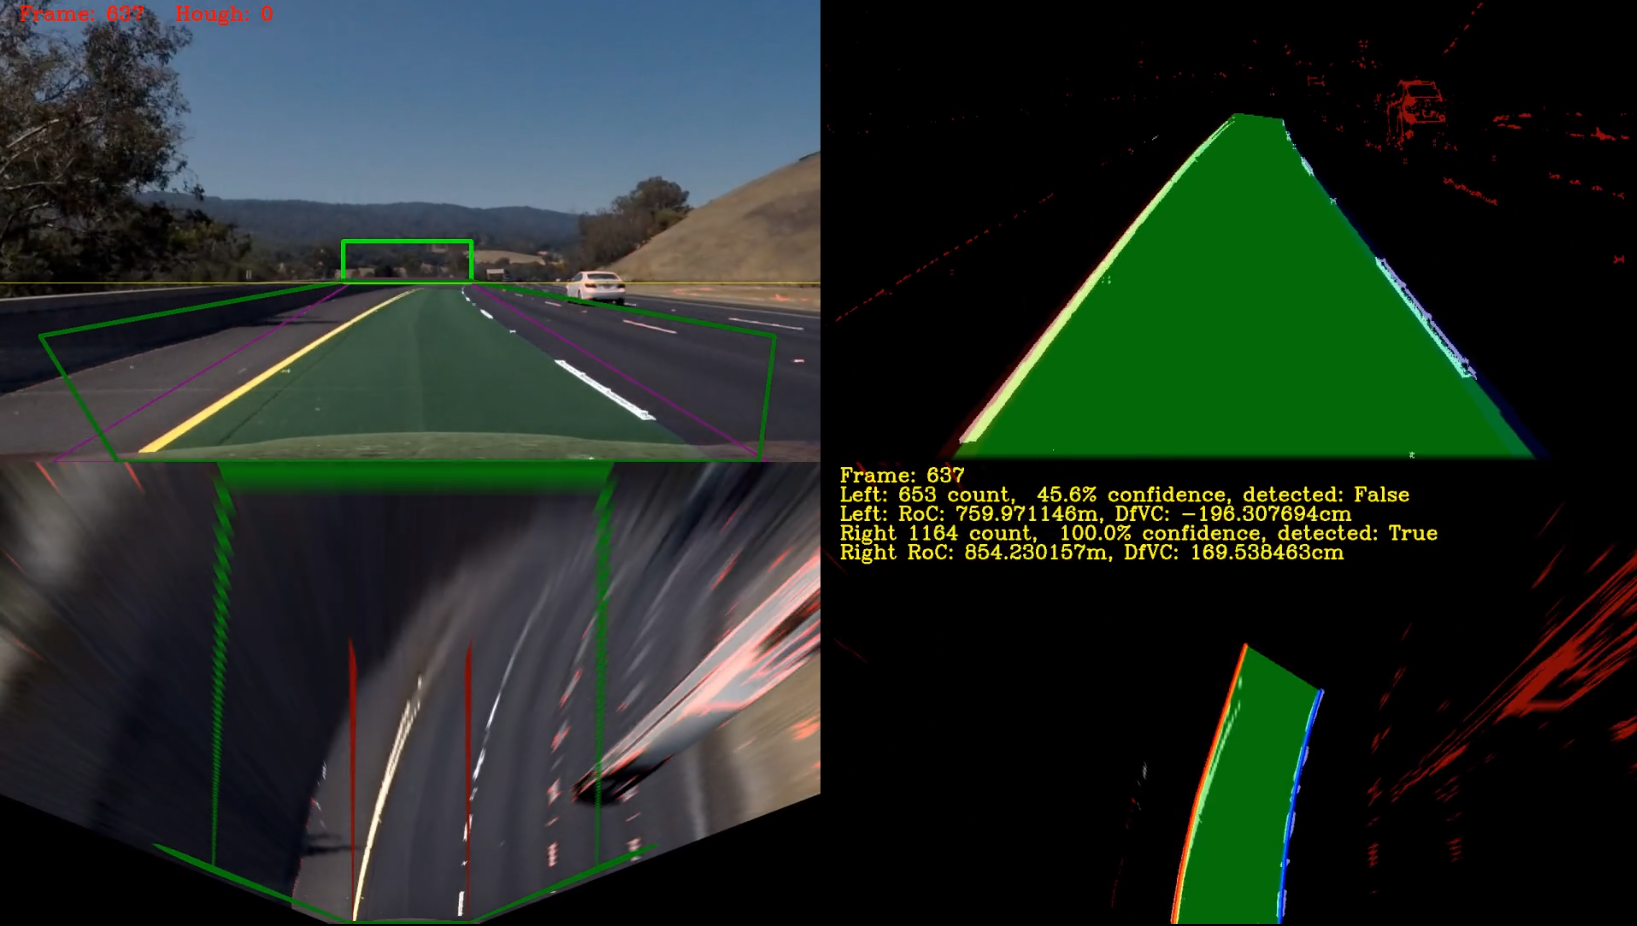 Frame: 637   Hough: 0
Frame: 637
Left: 653 count,  45.6% confidence, detected: False
Left: RoC: 759.971146m, DfVC: -196.307694cm
Right 1164 count,  100.0% confidence, detected: True
Right RoC: 854.230157m, DfVC: 169.538463cm